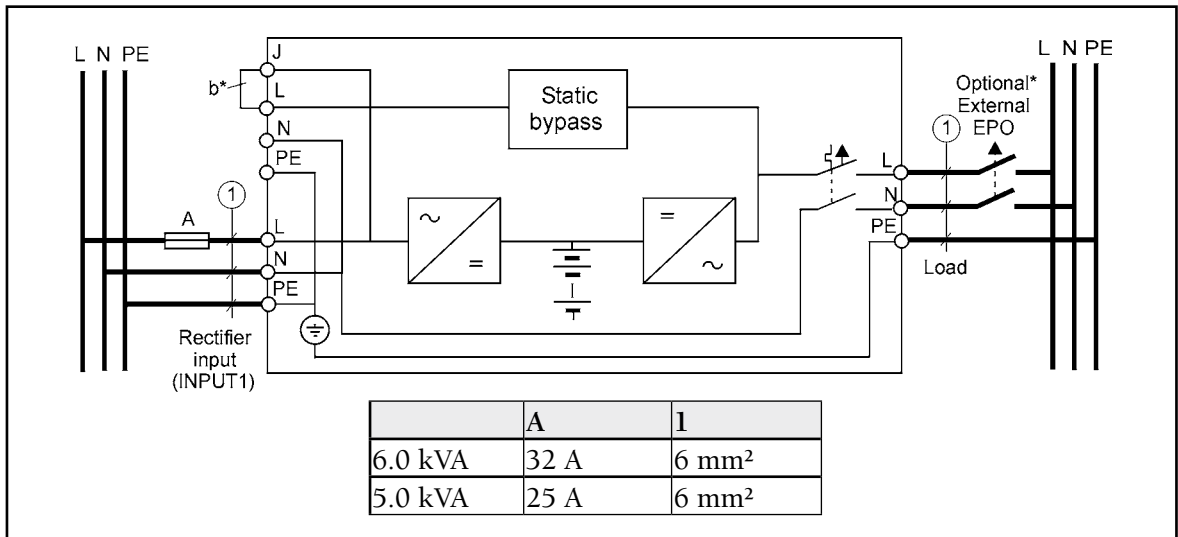 L N PE
J
b*
L
N
PE
1
A
L
N
PE
Rectifier
input
(INPUT1)
Static
bypass
~
=
=
~
L N PE
Optional*
External
EPO
1
L
N
PE
Load
A 1
6.0 kVA 32 A 6 mm²
5.0 kVA 25 A 6 mm²